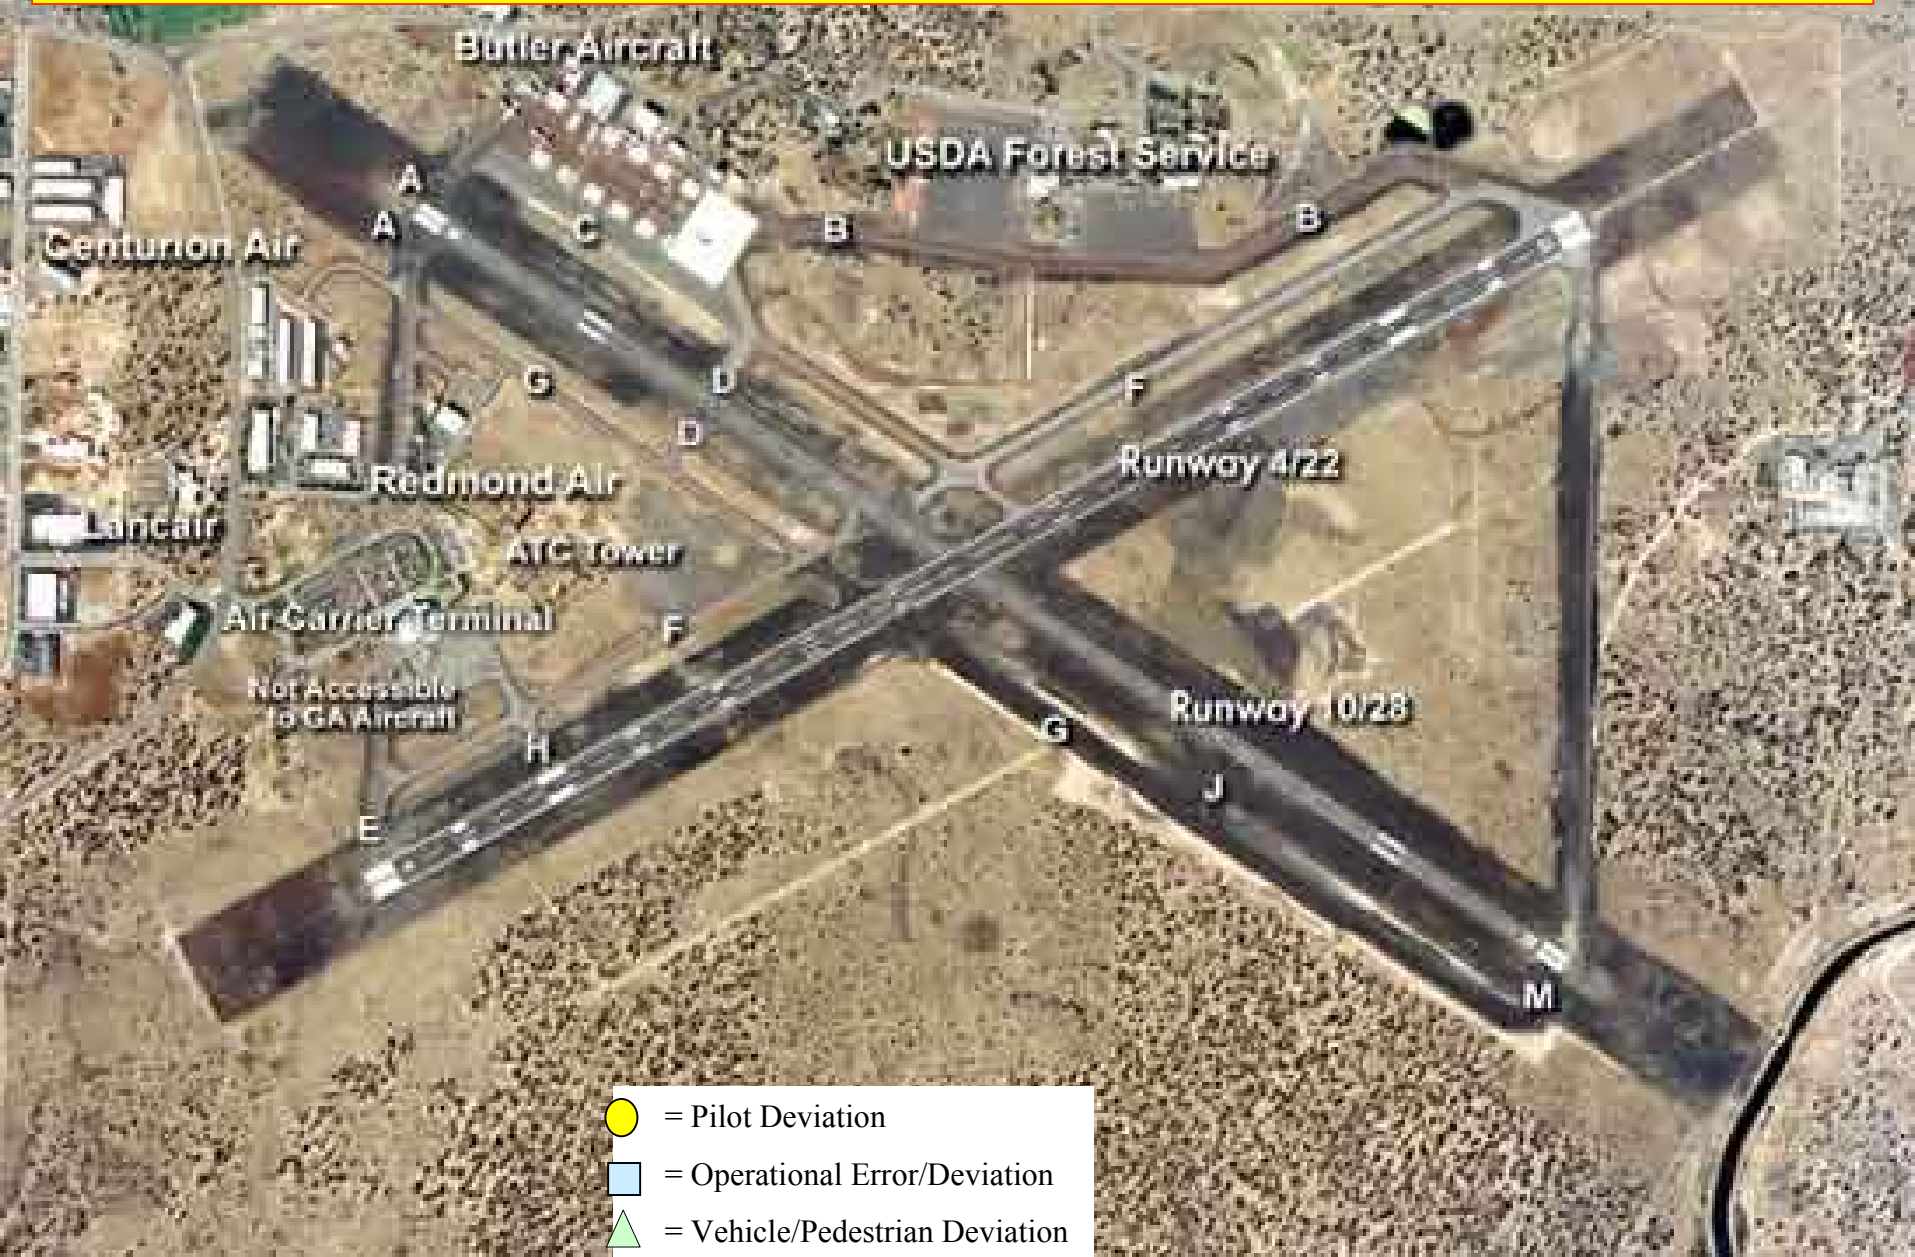 Butler Aircraft
USDA Forest Service
A
A
C
B
B
Centurion Air
G
D
F
D
Runway 4/22
Redmond Air
Lancair
ATC Tower
Air Carrier Terminal
F
Not Accessible
to GA Aircraft
Runway 10/28
G
H
J
E
M
= Pilot Deviation
= Operational Error/Deviation
= Vehicle/Pedestrian Deviation